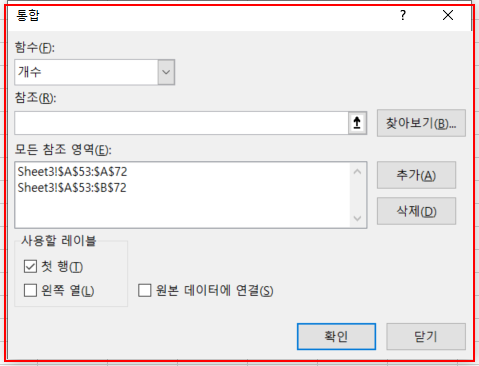 통합 ?
함수(F):
개수
참조(R):
찾아보기(B)...
모든 참조 영역(E):
Sheet3!$A$53:$A$72
Sheet3!$A$53:$B$72
추가(A)
삭제(D)
사용할 레이블
첫 행(T)
왼쪽 열(L)
원본 데이터에 연결(S)
확인
닫기